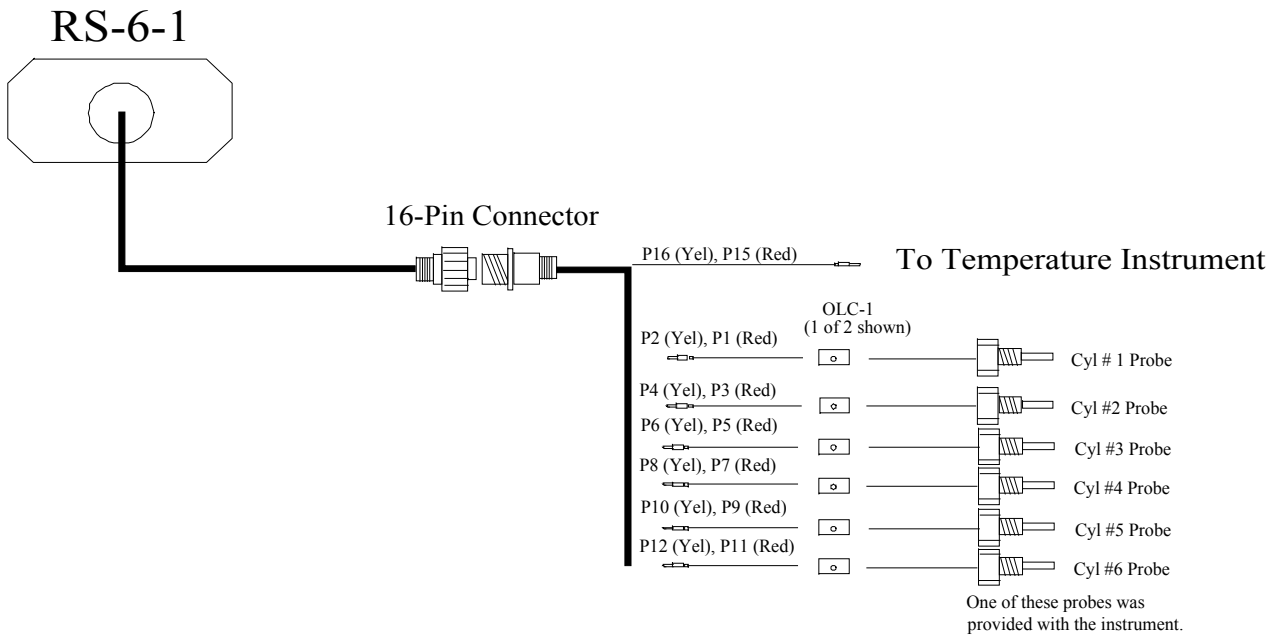 RS-6-1
16-Pin Connector
P16 (Yel), P15 (Red)
To Temperature Instrument
OLC-1
(1 of 2 shown)
P2 (Yel), P1 (Red)
Cyl # 1 Probe
P4 (Yel), P3 (Red)
Cyl #2 Probe
P6 (Yel), P5 (Red)
Cyl #3 Probe
P8 (Yel), P7 (Red)
Cyl #4 Probe
P10 (Yel), P9 (Red)
Cyl #5 Probe
P12 (Yel), P11 (Red)
Cyl #6 Probe
One of these probes was
provided with the instrument.